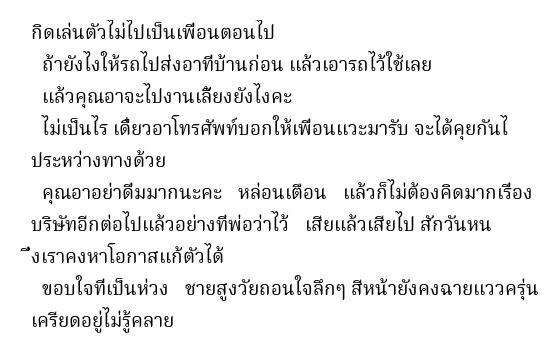 กิดเล่นตัวไม่ไปเป็นเพื่อนตอนไป
ถ้ายังไงให้รถไปส่งอาที่บ้านก่อน แล้วเอารถไว้ใช้เลย
แล้วคุณอาจะไปงานเลี้ยงยังไงคะ
ไม่เป็นไร เดี๋ยวอาโทรศัพท์บอกให้เพื่อนแวะมารับ จะได้คุยกันไ
ประหว่างทางด้วย
คุณอาอย่าดื่มมากนะคะ หล่อนเตือน แล้วก็ไม่ต้องคิดมากเรื่อง
บริษัทอีกต่อไปแล้วอย่างที่พ่อว่าไว้ เสียแล้วเสียไป สักวันหน
ึ่งเราคงหาโอกาสแก้ตัวได้
ขอบใจที่เป็นห่วง ชายสูงวัยถอนใจลึกๆ สีหน้ายังคงฉายแววครุ่น
เครียดอยู่ไม่รู้คลาย